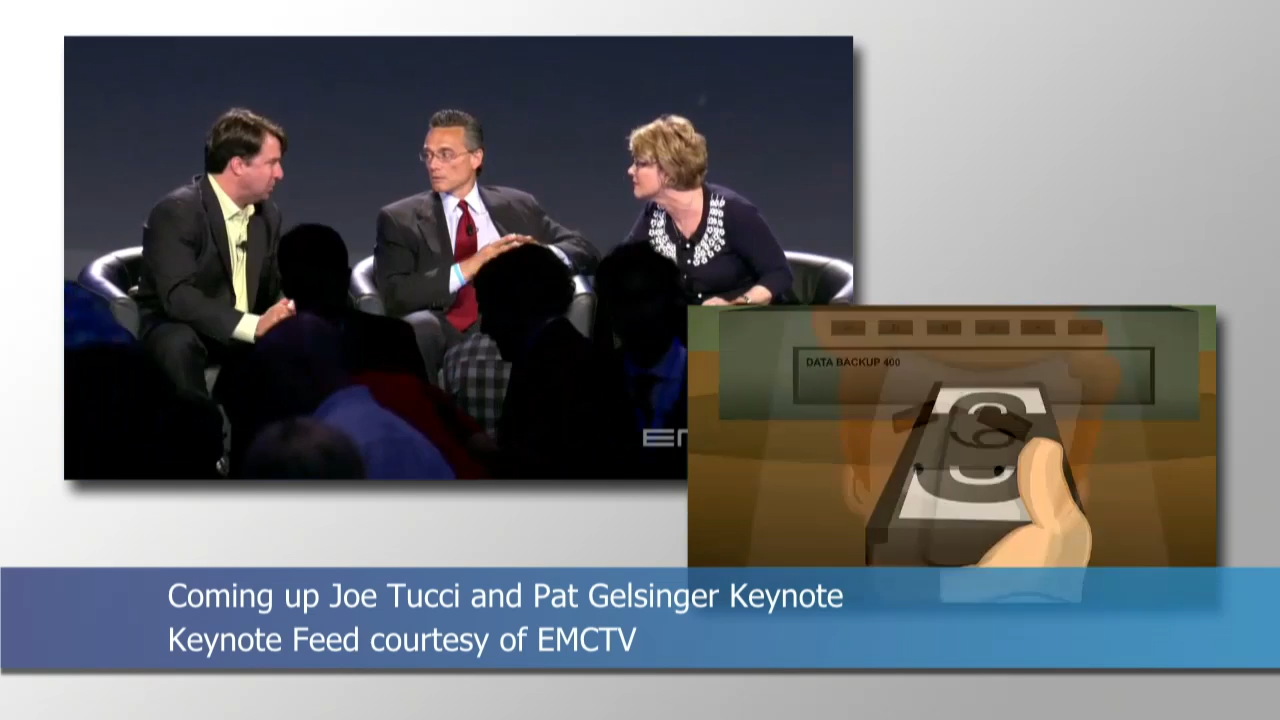 DATA BACKUP 400
Coming up Joe Tucci and Pat Gelsinger Keynote
Keynote Feed courtesy of EMCTV